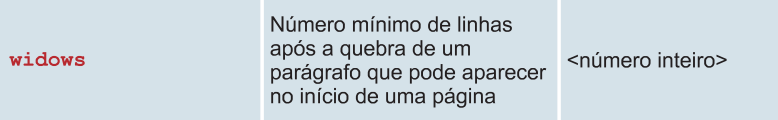 widows
Número mínimo de linhas
após a quebra de um
parágrafo que pode aparecer
no início de uma página
<número inteiro>